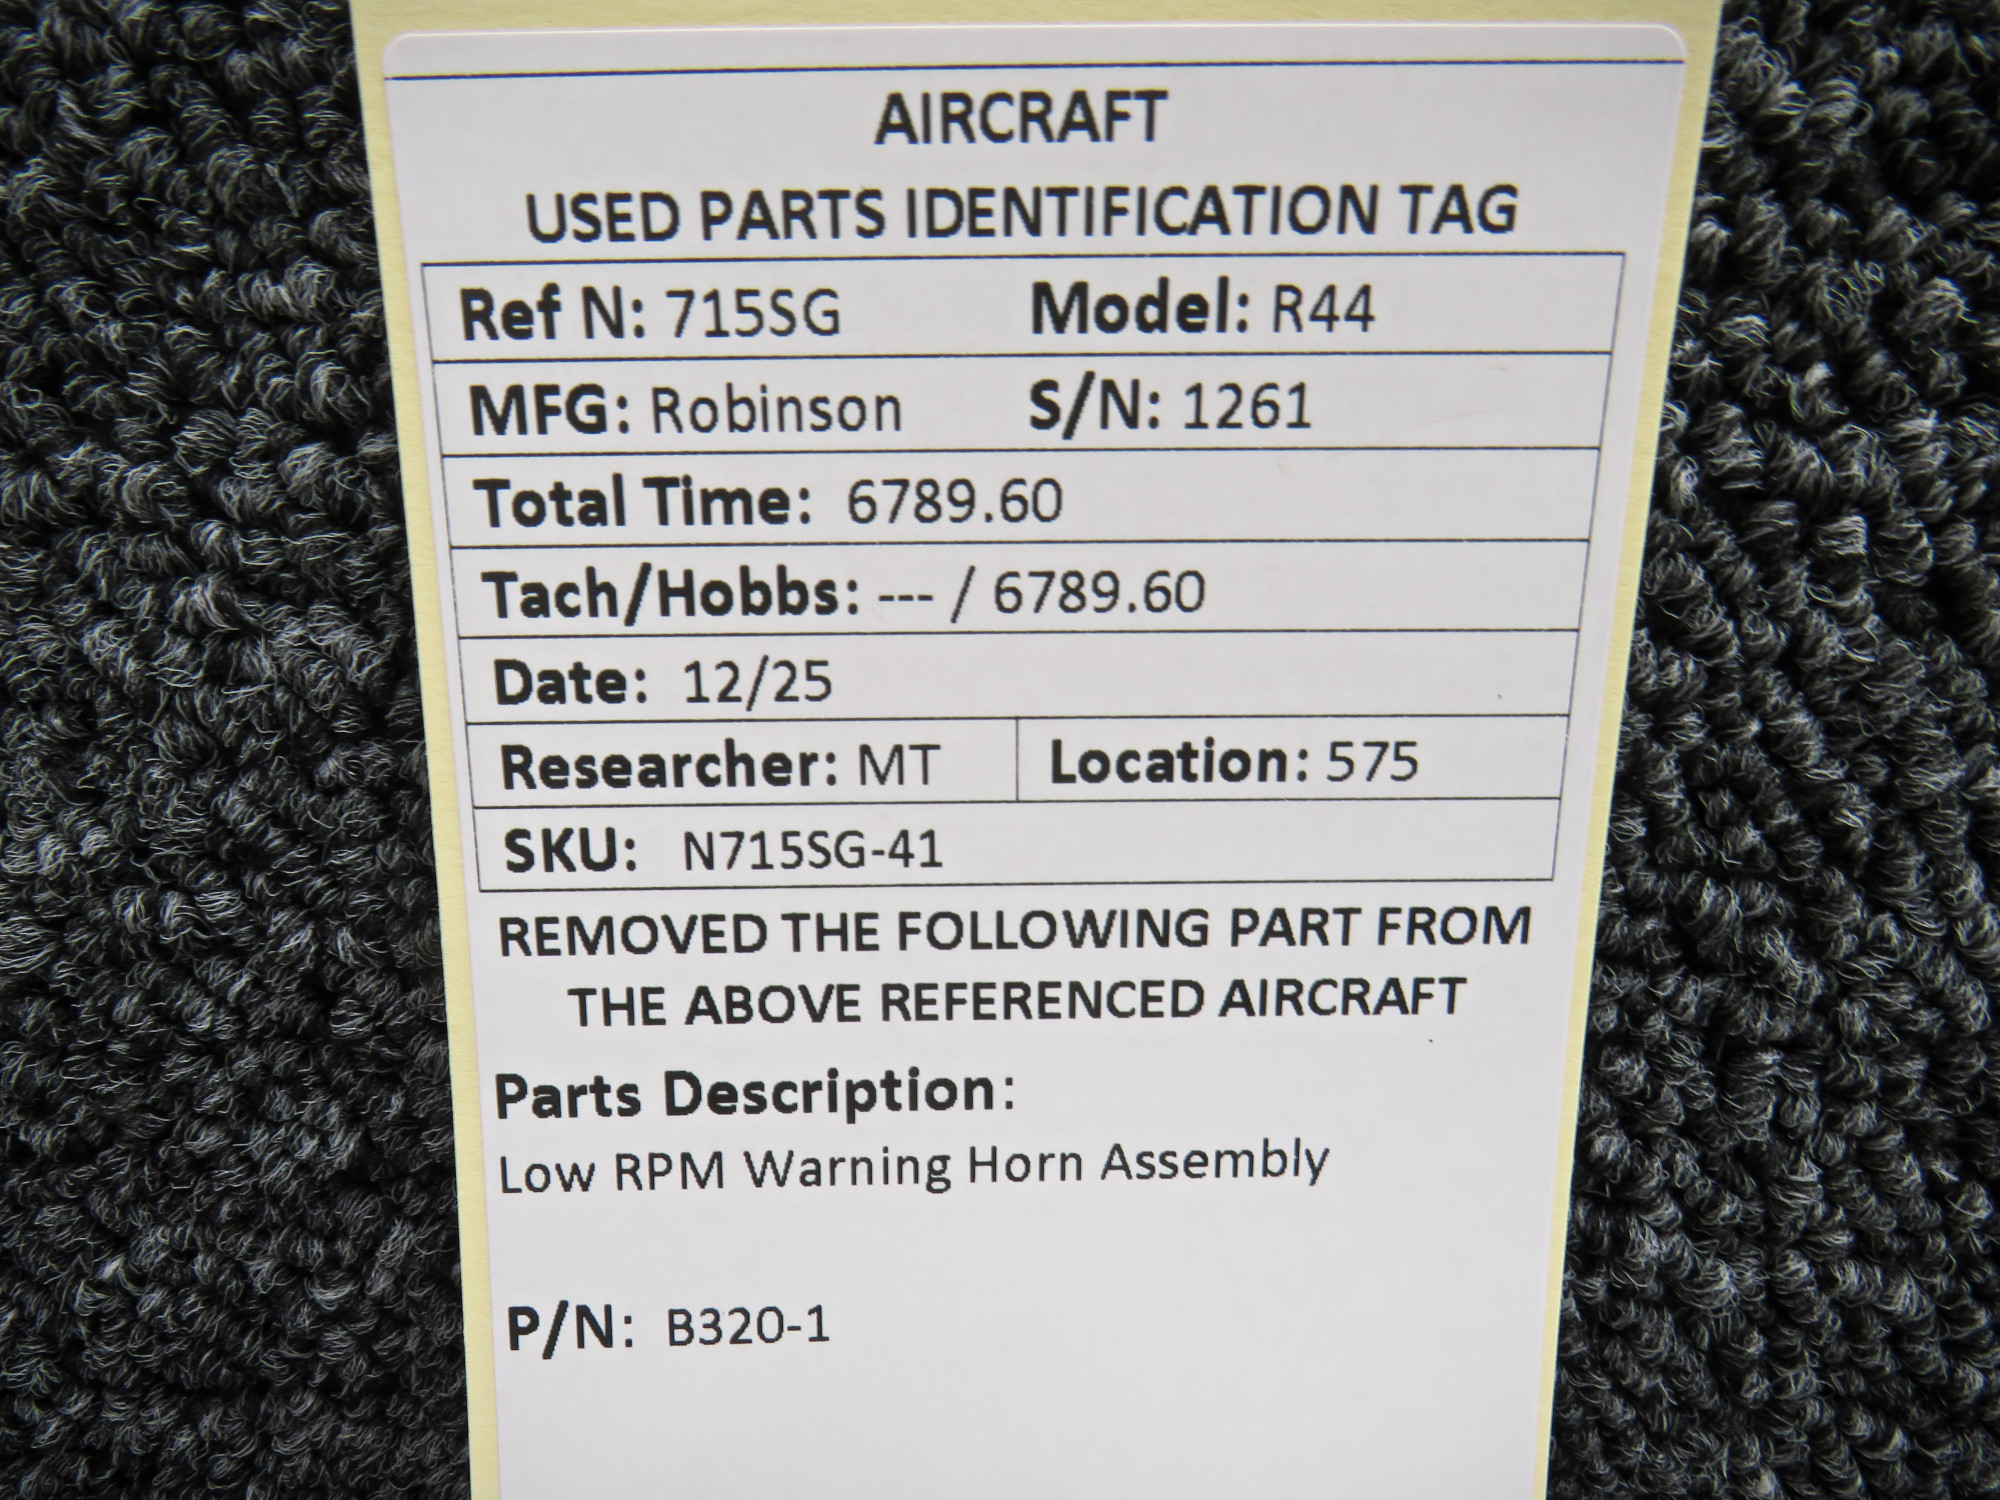 AIRCRAFT
USED PARTS IDENTIFICATION TAG
Ref N: 715SG Model: R44
MFG: Robinson S/N: 1261
Total Time: 6789.60
Tach/Hobbs: --- / 6789.60
Date: 12/25
Researcher: MT Location: 575
SKU: N715SG-41
REMOVED THE FOLLOWING PART FROM
THE ABOVE REFERENCED AIRCRAFT
Parts Description:
Low RPM Warning Horn Assembly
P/N: B320-1